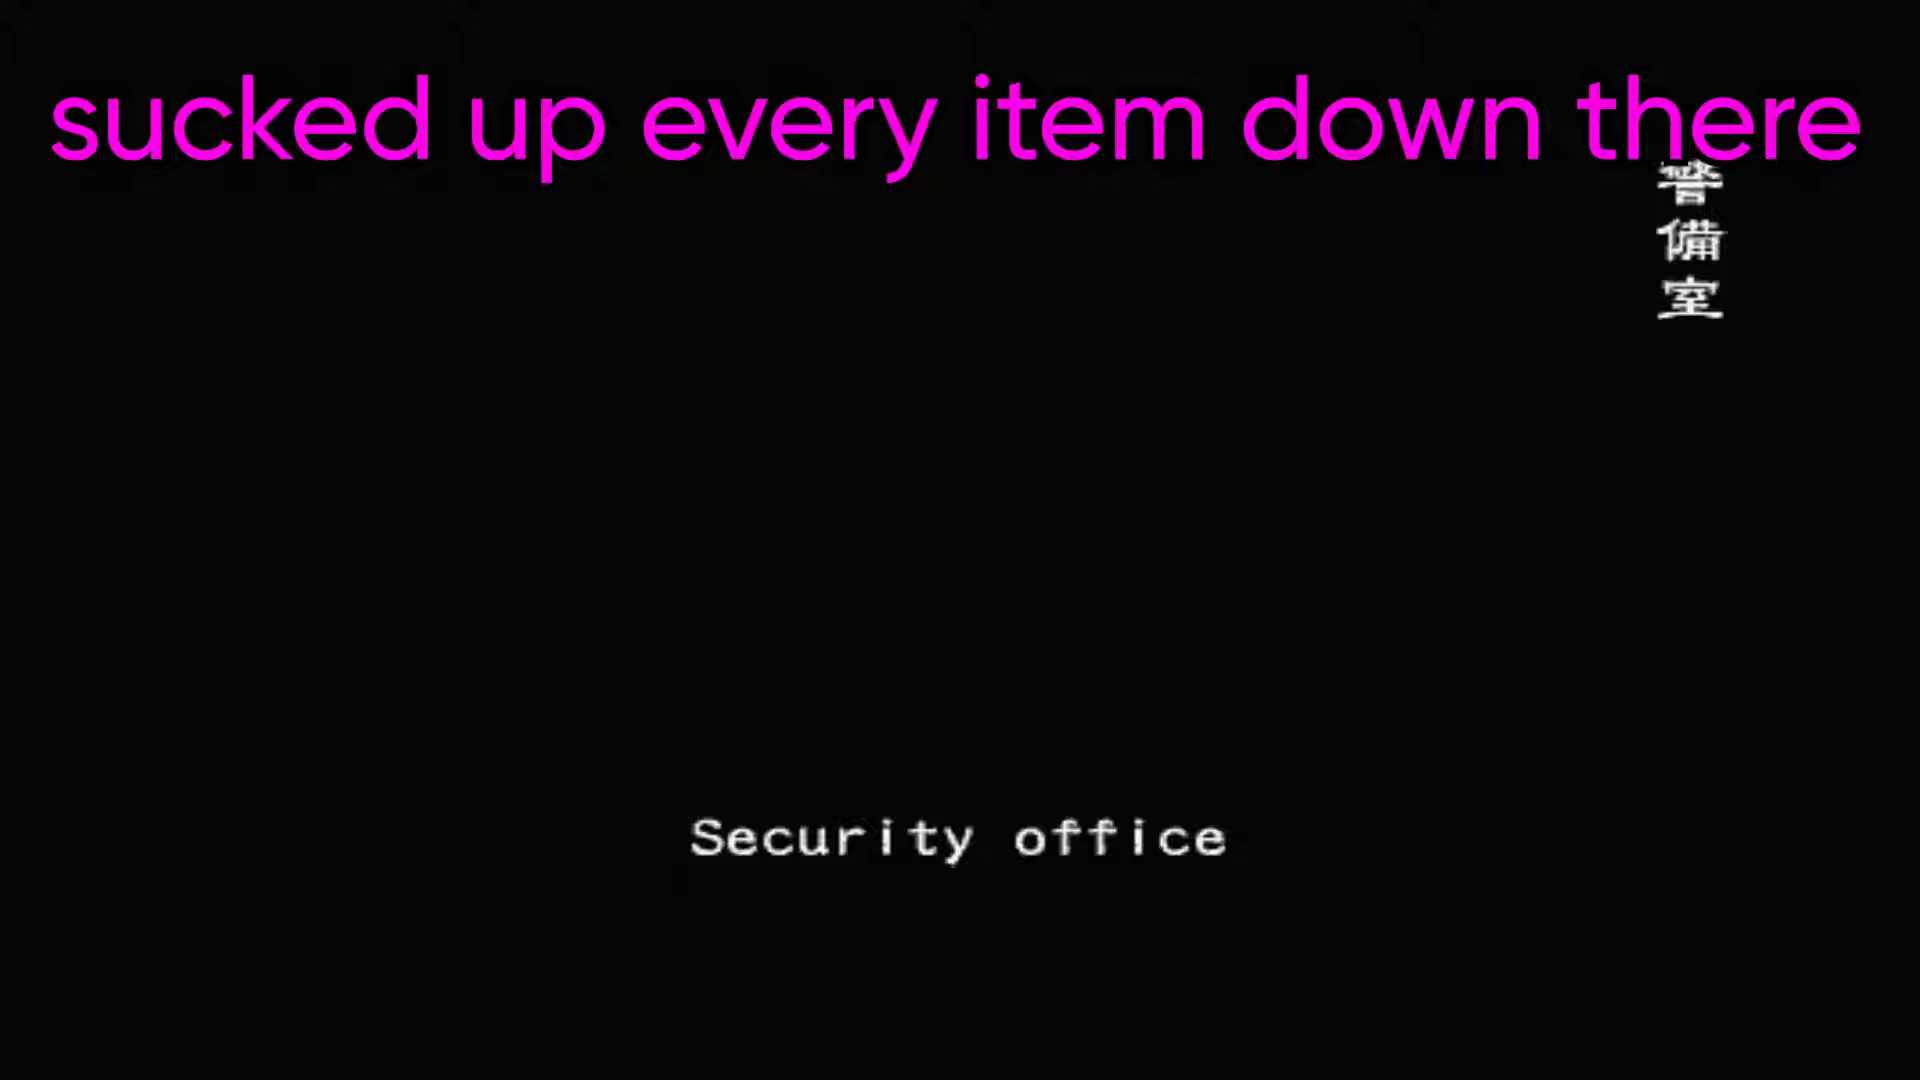 sucked up every item down there
警備室
Security office